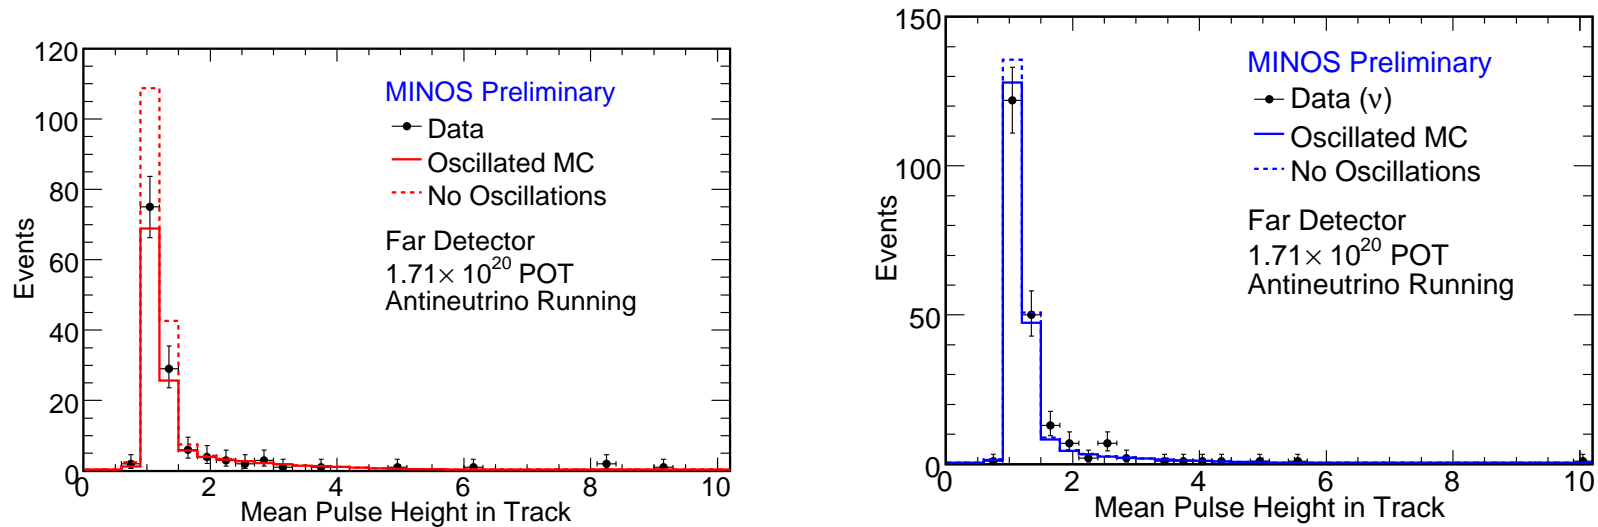 120
100
80
60
40
20
0
Events
MINOS Preliminary
Data
Oscillated MC
No Oscillations
Far Detector
1.71× 10^20 POT
Antineutrino Running
0 2 4 6 8 10
Mean Pulse Height in Track
150
100
50
0
Events
MINOS Preliminary
Data (ν)
Oscillated MC
No Oscillations
Far Detector
1.71× 10^20 POT
Antineutrino Running
0 2 4 6 8 10
Mean Pulse Height in Track